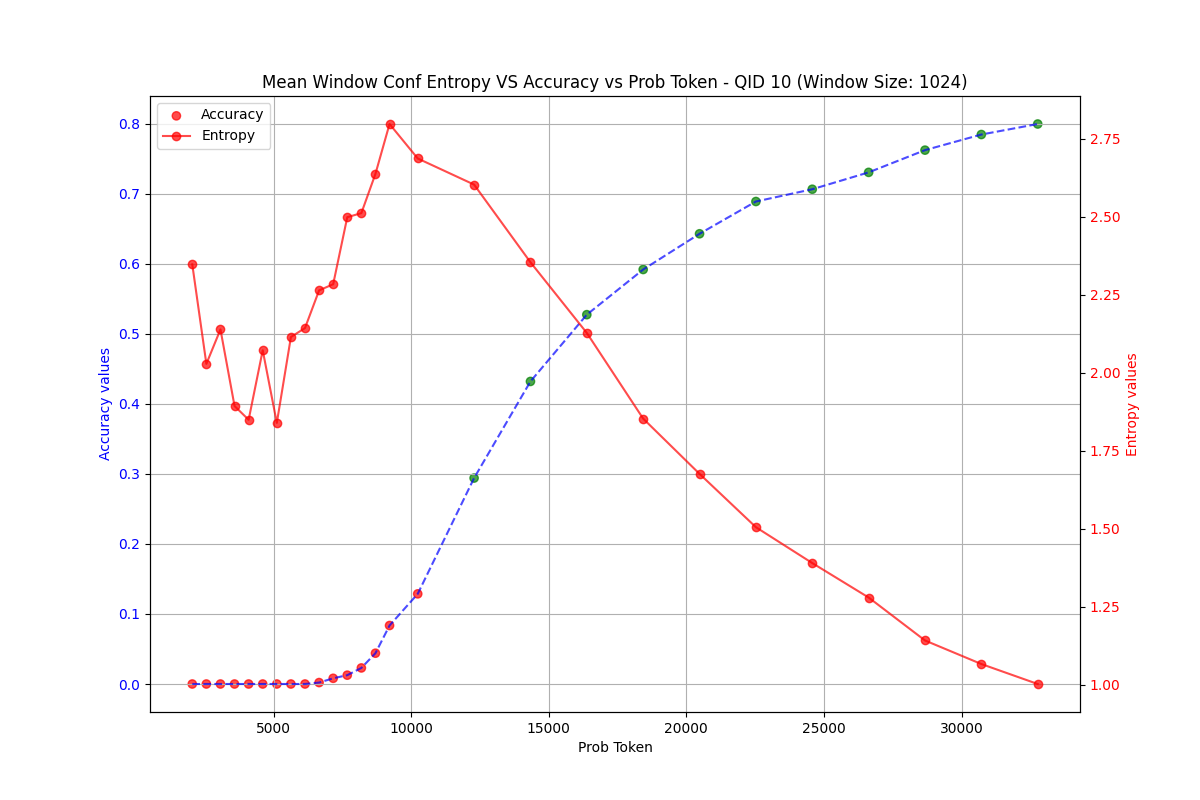 Mean Window Conf Entropy VS Accuracy vs Prob Token - QID 10 (Window Size: 1024)
Accuracy
Entropy
0.8
0.7
0.6
0.5
0.4
0.3
0.2
0.1
0.0
Accuracy values
2.75
2.50
2.25
2.00
1.75
1.50
1.25
1.00
Entropy values
5000 10000 15000 20000 25000 30000
Prob Token